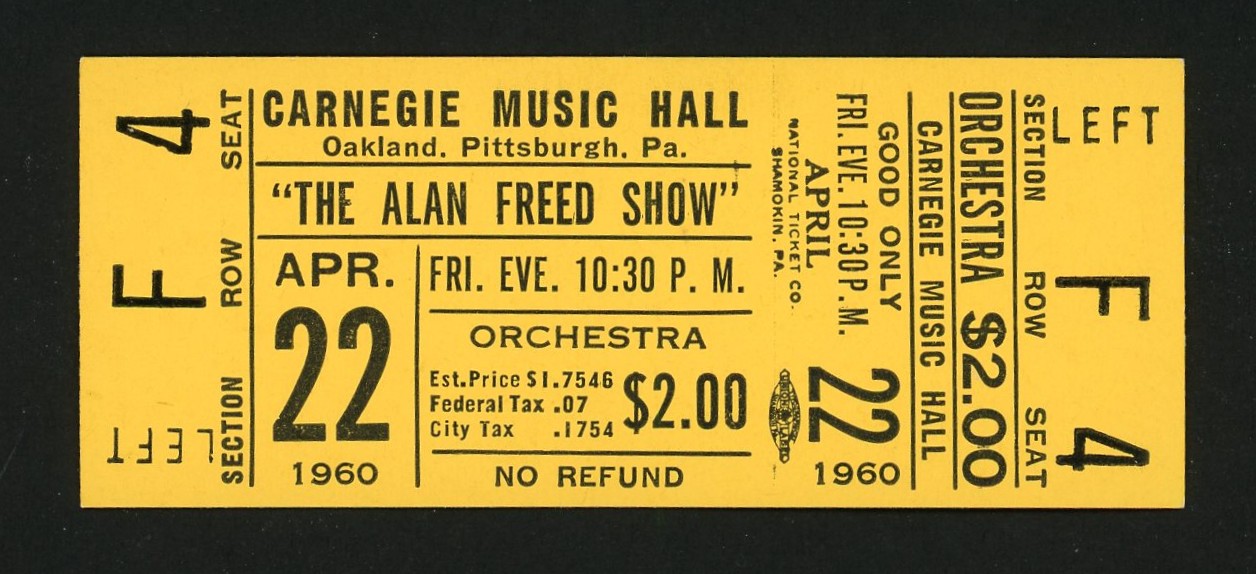 SECTION LEFT
ROW F
SEAT 4
CARNEGIE MUSIC HALL
Oakland, Pittsburgh, Pa.
"THE ALAN FREED SHOW"
APR.
22
1960
FRI. EVE. 10:30 P. M.
ORCHESTRA
Est.Price $1.7546
Federal Tax .07
City Tax .1754
$2.00
NO REFUND
SECTION ROW SEAT
LEFT F 4
ORCHESTRA $2.00
CARNEGIE MUSIC HALL
GOOD ONLY
FRI. EVE. 10:30 P.M.
APRIL 22 1960
NATIONAL TICKET CO.
SHAMOKIN, PA.